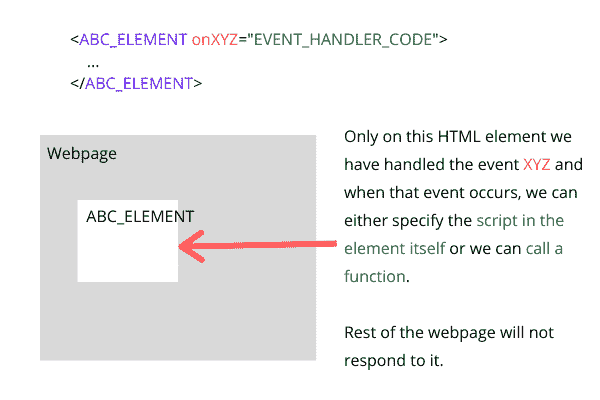 <ABC_ELEMENT onXYZ="EVENT_HANDLER_CODE">
...
</ABC_ELEMENT>
Webpage
ABC_ELEMENT
Only on this HTML element we
have handled the event XYZ and
when that event occurs, we can
either specify the script in the
element itself or we can call a
function.
Rest of the webpage will not
respond to it.